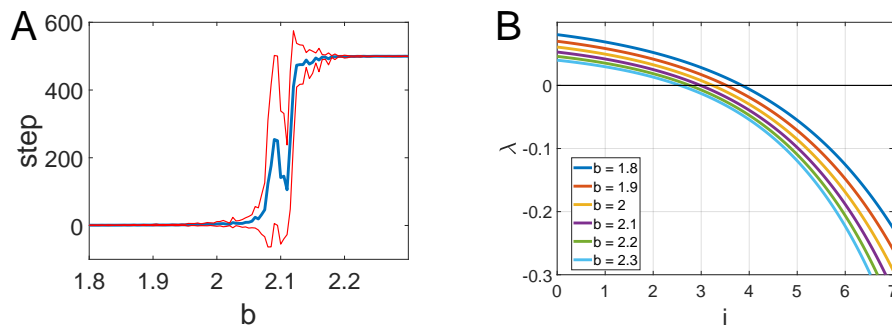 A
600
400
200
0
step
1.8
1.9
2
2.1
2.2
b
B
0
-0.1
-0.2
-0.3
λ
b = 1.8
b = 1.9
b = 2
b = 2.1
b = 2.2
b = 2.3
0
1
2
3
4
5
6
7
i